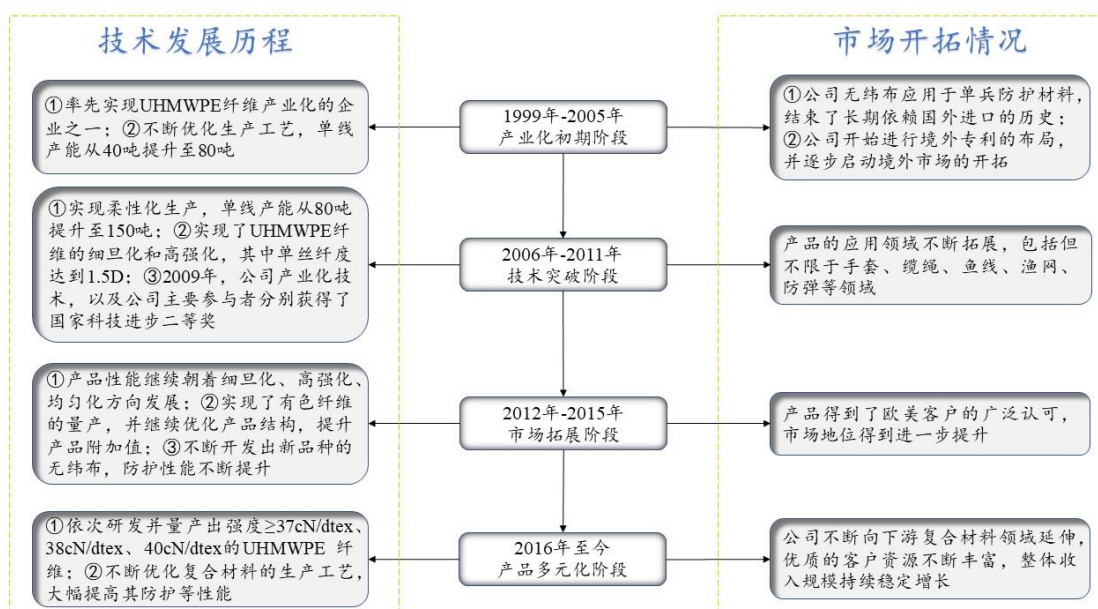 技术发展历程
①率先实现UHMWPE纤维产业化的企
业之一；②不断优化生产工艺，单线
产能从40吨提升至80吨
①实现柔性化生产，单线产能从80吨
提升至150吨；②实现了UHMWPE纤
维的细旦化和高强化，其中单丝纤度
达到1.5D；③2009年，公司产业化技
术，以及公司主要参与者分别获得了
国家科技进步二等奖
①产品性能继续朝着细旦化、高强化、
均匀化方向发展；②实现了有色纤维
的量产，并继续优化产品结构，提升
产品附加值；③不断开发出新品种的
无纬布，防护性能不断提升
①依次研发并量产出强度≥37cN/dtex、
38cN/dtex、40cN/dtex的UHMWPE 纤
维；②不断优化复合材料的生产工艺，
大幅提高其防护等性能
1999年-2005年
产业化初期阶段
2006年-2011年
技术突破阶段
2012年-2015年
市场拓展阶段
2016年至今
产品多元化阶段
市场开拓情况
①公司无纬布应用于单兵防护材料，
结束了长期依赖国外进口的历史；
②公司开始进行境外专利的布局，
并逐步启动境外市场的开拓
产品的应用领域不断拓展，包括但
不限于手套、缆绳、鱼线、渔网、
防弹等领域
产品得到了欧美客户的广泛认可，
市场地位得到进一步提升
公司不断向下游复合材料领域延伸，
优质的客户资源不断丰富，整体收
入规模持续稳定增长